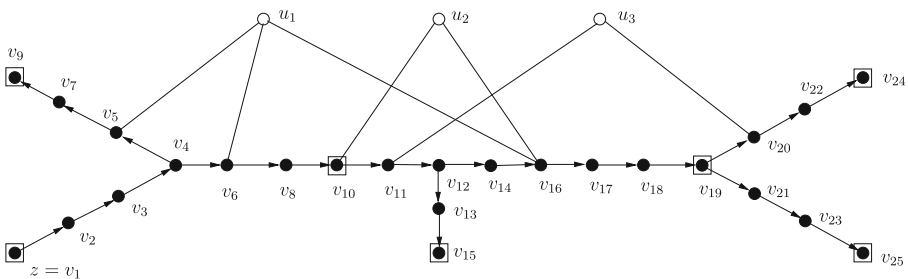 u₁ u₂ u₃
v₉
v₇ v₂₂ v₂₄
v₅
v₄ v₂₀
v₆ v₈ v₁₀ v₁₁ v₁₂ v₁₄ v₁₆ v₁₇ v₁₈ v₁₉
v₃ v₂₁
v₂ v₁₃ v₂₃
v₁₅ v₂₅
z = v₁